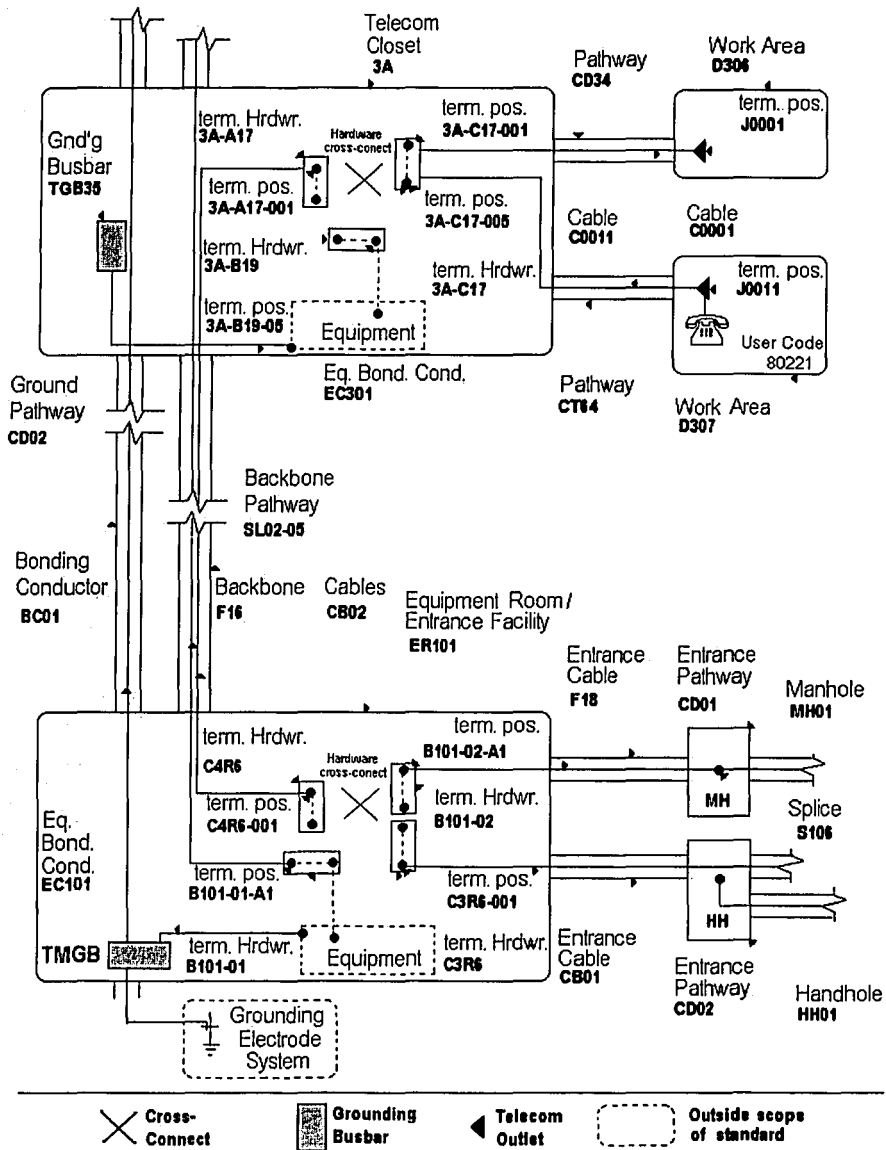 Telecom
Closet
3A
Pathway
CD34
Work Area
D306
term. Hrdwr.
3A-A17
Hardware
cross-conect
term. pos.
3A-C17-001
term. pos.
J0001
Gnd'g
Busbar
TGB35
term. pos.
3A-A17-001
term. pos.
3A-C17-005
Cable
C0011
Cable
C0001
term. Hrdwr.
3A-B19
term. Hrdwr.
3A-C17
term. pos.
J0011
term. pos.
3A-B19-05
Equipment
User Code
80221
Ground
Pathway
CD02
Eq. Bond. Cond.
EC301
Pathway
CT64
Work Area
D307
Backbone
Pathway
SL02-05
Bonding
Conductor
BC01
Backbone
F16
Cables
CB02
Equipment Room/
Entrance Facility
ER101
Entrance
Cable
F18
Entrance
Pathway
CD01
Manhole
MH01
term. Hrdwr.
C4R6
Hardware
cross-conect
term. pos.
B101-02-A1
MH
term. pos.
C4R6-001
term. Hrdwr.
B101-02
Splice
S106
Eq.
Bond.
Cond.
EC101
B101-01-A1
term. pos.
C3R6-001
HH
TMGB
term. Hrdwr.
B101-01
Equipment
term. Hrdwr.
C3R6
Entrance
Cable
CB01
Entrance
Pathway
CD02
Handhole
HH01
Grounding
Electrode
System
Cross-
Connect
Grounding
Busbar
Telecom
Outlet
Outside scope
of standard